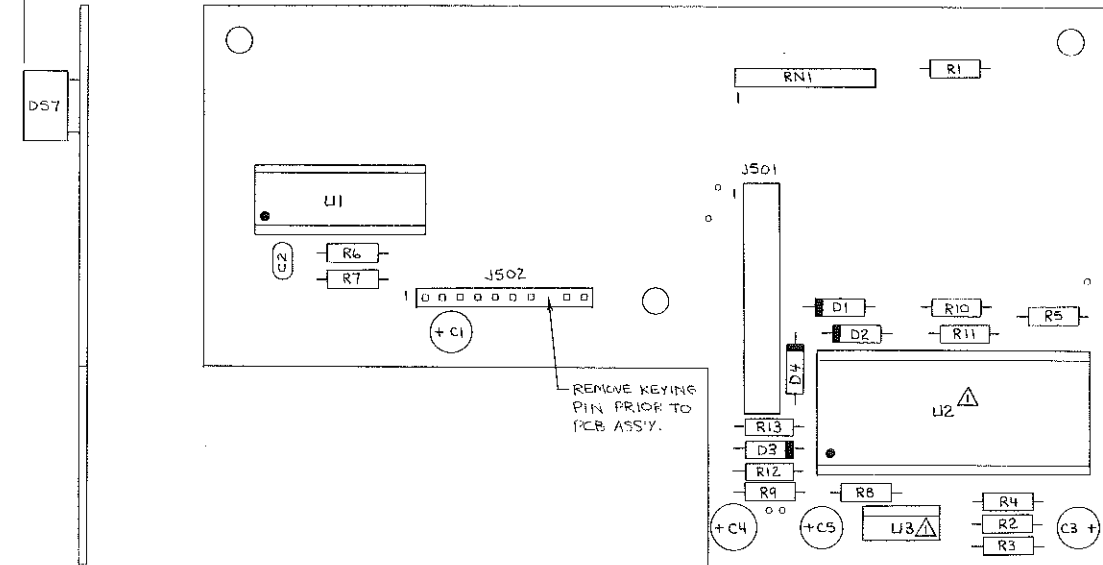 DS7
RN1
1
R1
J501
1
U1
C2
R6
R7
J502
1
+ C1
REMOVE KEYING
PIN PRIOR TO
PCB ASS'Y.
D1
R10
R5
D2
R11
D4
U2 1
R13
D3
R12
R9
R8
R4
+ C4
+ C5
U3 1
R2
C3 +
R3